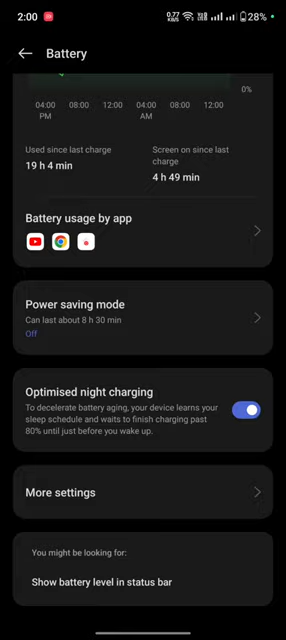 2:00
0.77 KB/s
28%
Battery
0%
04:00 08:00 12:00 04:00 08:00 12:00
PM AM
Used since last charge
19 h 4 min
Screen on since last
charge
4 h 49 min
Battery usage by app
Power saving mode
Can last about 8 h 30 min
Off
Optimised night charging
To decelerate battery aging, your device learns your
sleep schedule and waits to finish charging past
80% until just before you wake up.
More settings
You might be looking for:
Show battery level in status bar